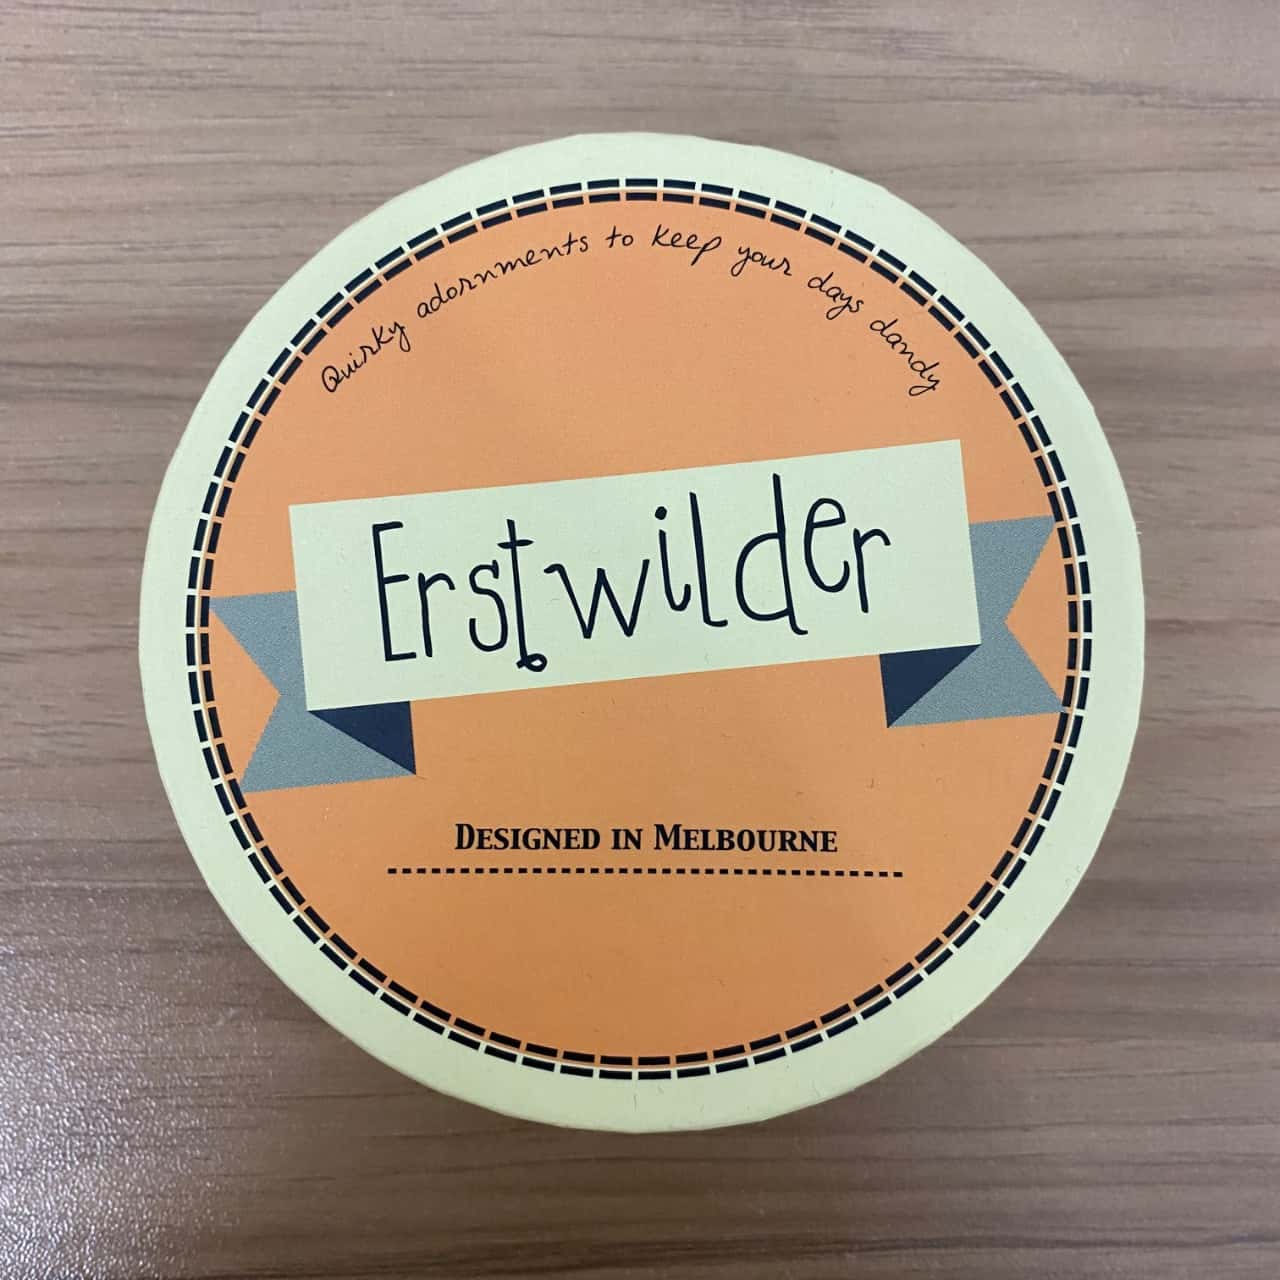 Quirky adornments to keep your days dandy
Erstwilder
DESIGNED IN MELBOURNE